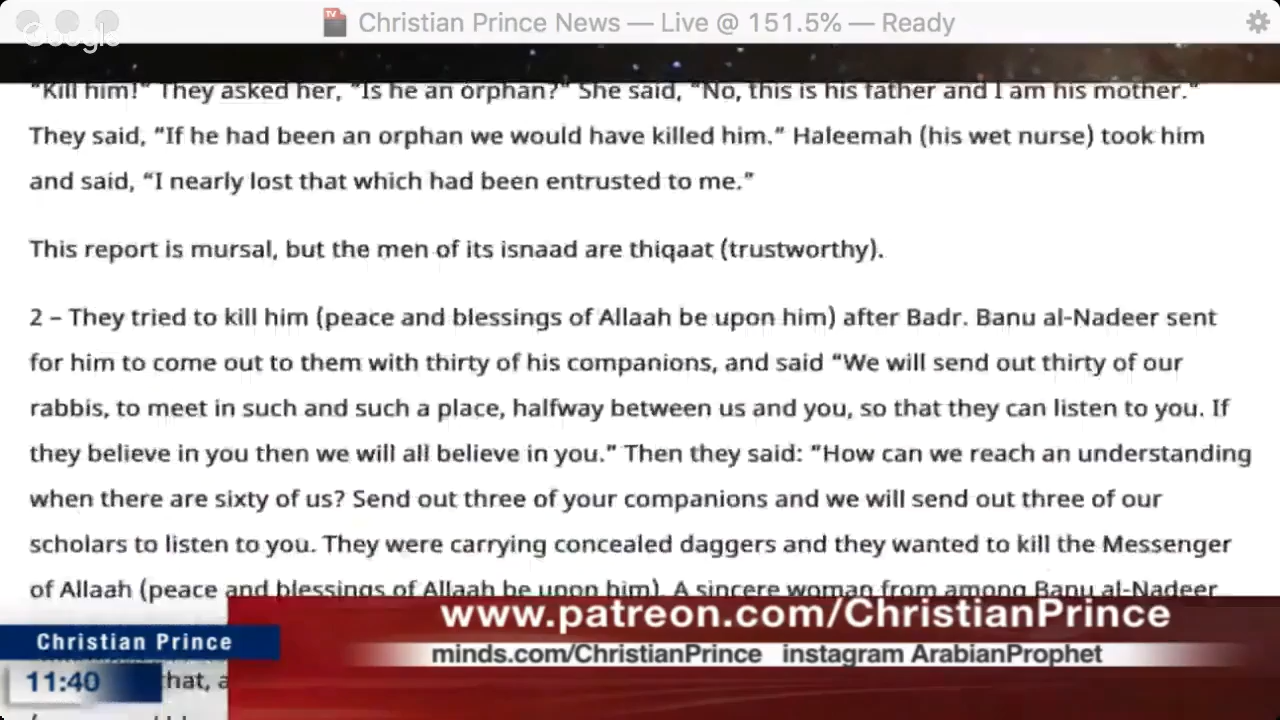 Christian Prince News — Live @ 151.5% — Ready
Google
"Kill him!" They asked her, "Is he an orphan?" She said, "No, this is his father and I am his mother."
They said, "If he had been an orphan we would have killed him." Haleemah (his wet nurse) took him
and said, "I nearly lost that which had been entrusted to me."
This report is mursal, but the men of its isnaad are thiqaat (trustworthy).
2 – They tried to kill him (peace and blessings of Allaah be upon him) after Badr. Banu al-Nadeer sent
for him to come out to them with thirty of his companions, and said "We will send out thirty of our
rabbis, to meet in such and such a place, halfway between us and you, so that they can listen to you. If
they believe in you then we will all believe in you." Then they said: "How can we reach an understanding
when there are sixty of us? Send out three of your companions and we will send out three of our
scholars to listen to you. They were carrying concealed daggers and they wanted to kill the Messenger
of Allaah (peace and blessings of Allaah be upon him). A sincere woman from among Banu al-Nadeer
www.patreon.com/ChristianPrince
Christian Prince
minds.com/ChristianPrince instagram ArabianProphet
11:40
that,